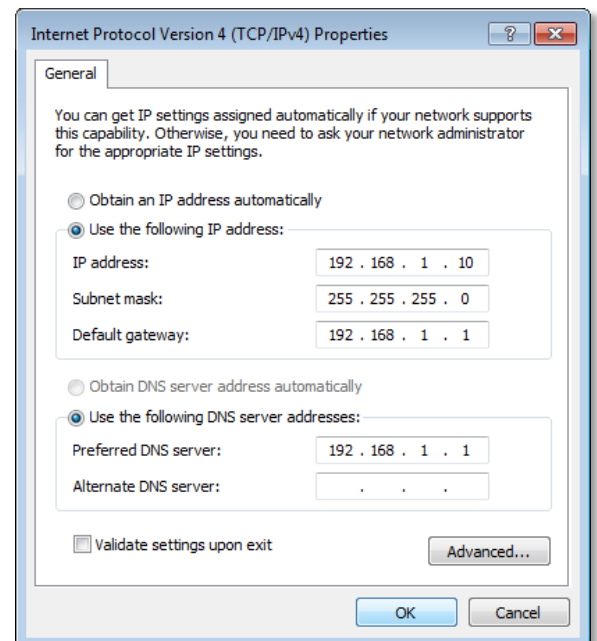 Internet Protocol Version 4 (TCP/IPv4) Properties
General
You can get IP settings assigned automatically if your network supports
this capability. Otherwise, you need to ask your network administrator
for the appropriate IP settings.
Obtain an IP address automatically
Use the following IP address:
IP address: 192 . 168 . 1 . 10
Subnet mask: 255 . 255 . 255 . 0
Default gateway: 192 . 168 . 1 . 1
Obtain DNS server address automatically
Use the following DNS server addresses:
Preferred DNS server: 192 . 168 . 1 . 1
Alternate DNS server: . . .
Validate settings upon exit
Advanced...
OK Cancel